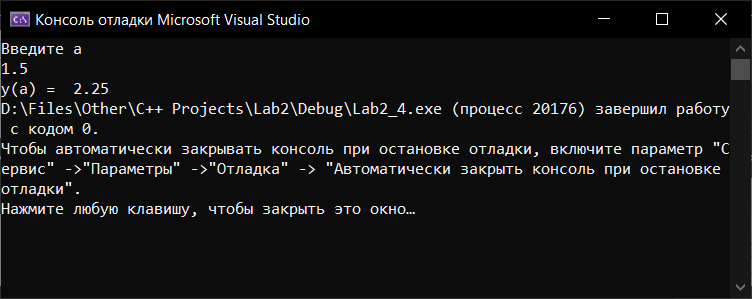 Консоль отладки Microsoft Visual Studio
Введите a
1.5
y(a) =  2.25
D:\Files\Other\C++ Projects\Lab2\Debug\Lab2_4.exe (процесс 20176) завершил работу
 с кодом 0.
Чтобы автоматически закрывать консоль при остановке отладки, включите параметр "С
ервис" ->"Параметры" ->"Отладка" -> "Автоматически закрыть консоль при остановке
отладки".
Нажмите любую клавишу, чтобы закрыть это окно…